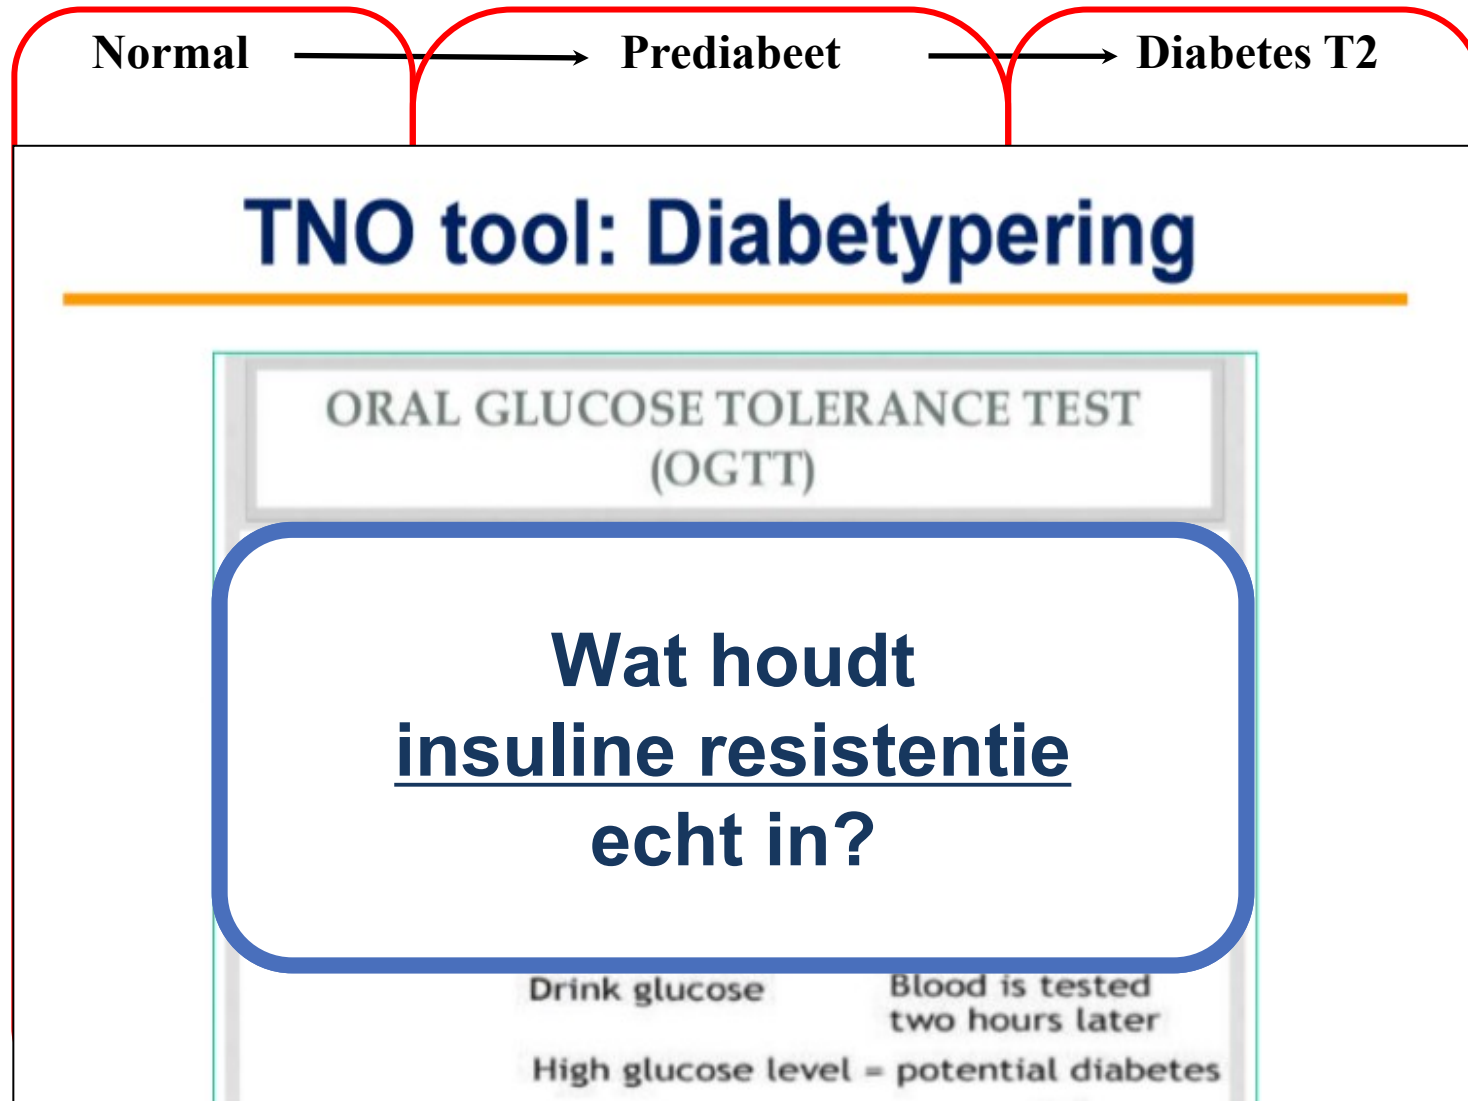 Normal
Prediabeet
Diabetes T2
TNO tool: Diabetypering
ORAL GLUCOSE TOLERANCE TEST
(OGTT)
Wat houdt
insuline resistentie
echt in?
Drink glucose
Blood is tested
two hours later
High glucose level = potential diabetes